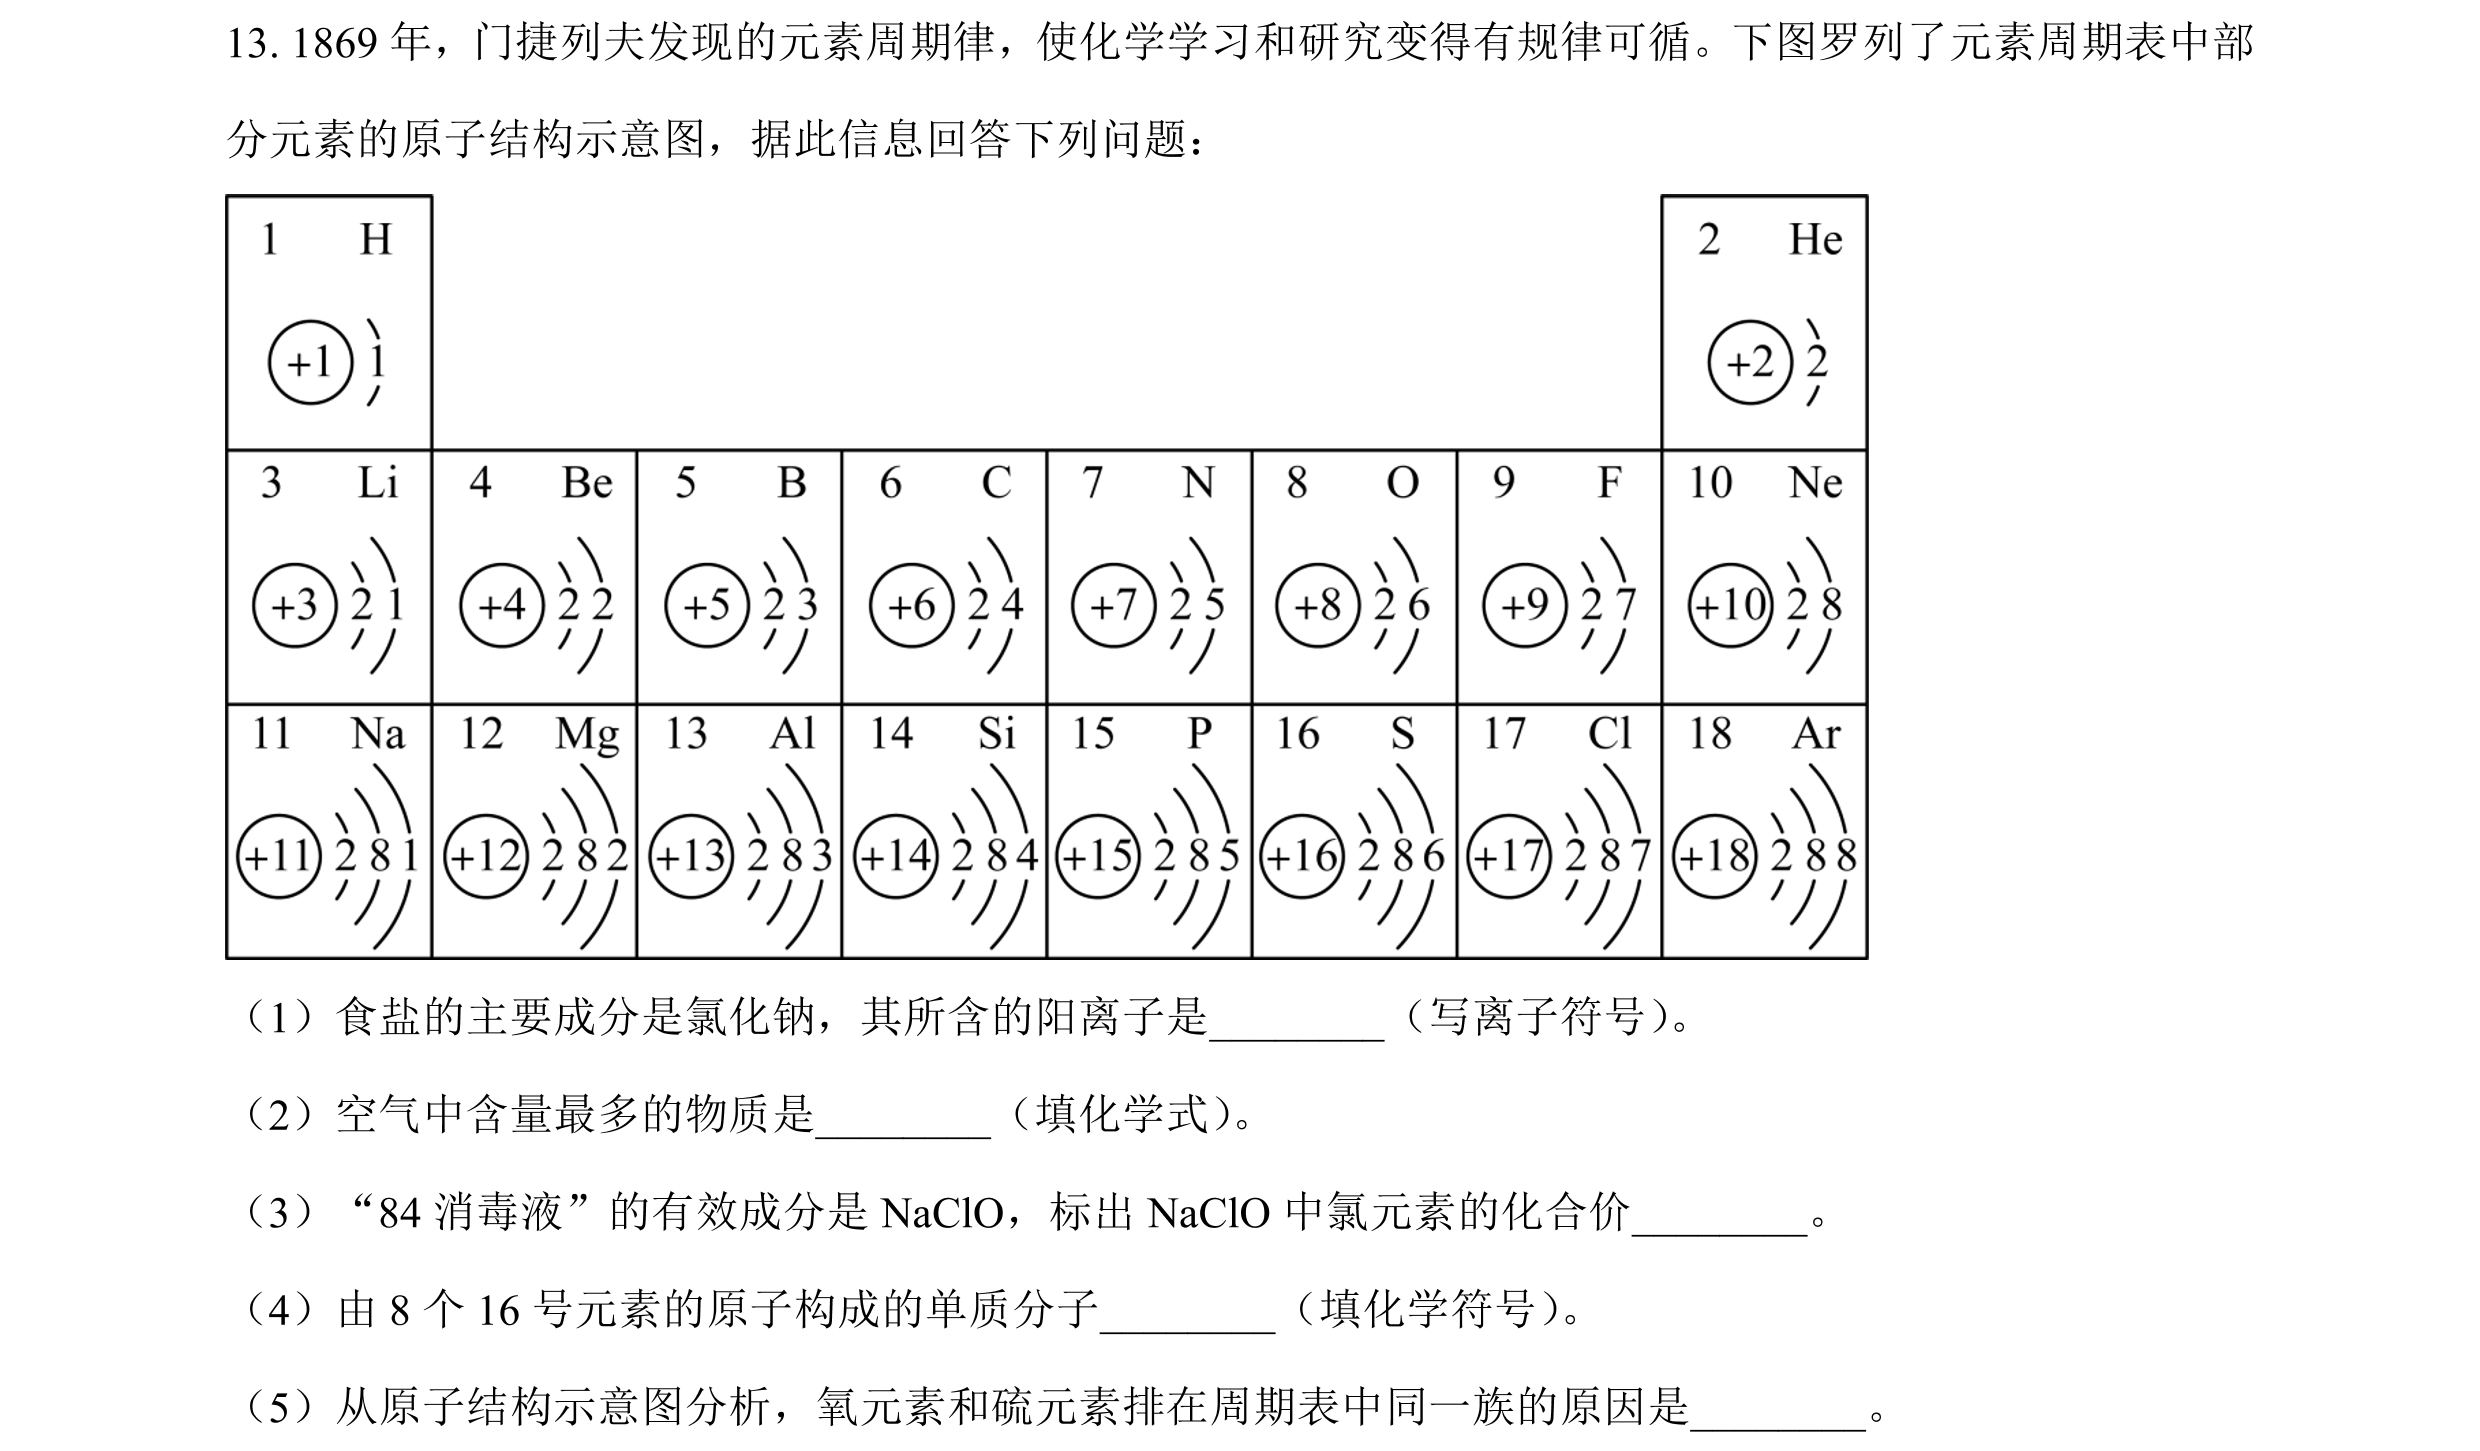 13. 1869 年，门捷列夫发现的元素周期律，使化学学习和研究变得有规律可循。下图罗列了元素周期表中部
分元素的原子结构示意图，据此信息回答下列问题：
1 H 2 He
+1 1 +2 2
3 Li 4 Be 5 B 6 C 7 N 8 O 9 F 10 Ne
+3 2 1 +4 2 2 +5 2 3 +6 2 4 +7 2 5 +8 2 6 +9 2 7 +10 2 8
11 Na 12 Mg 13 Al 14 Si 15 P 16 S 17 Cl 18 Ar
+11 2 8 1 +12 2 8 2 +13 2 8 3 +14 2 8 4 +15 2 8 5 +16 2 8 6 +17 2 8 7 +18 2 8 8
（1）食盐的主要成分是氯化钠，其所含的阳离子是________（写离子符号）。
（2）空气中含量最多的物质是________（填化学式）。
（3）“84 消毒液”的有效成分是 NaClO，标出 NaClO 中氯元素的化合价________。
（4）由 8 个 16 号元素的原子构成的单质分子________（填化学符号）。
（5）从原子结构示意图分析，氧元素和硫元素排在周期表中同一族的原因是________。